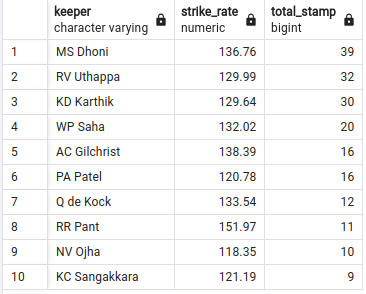 keeper strike_rate total_stamp
character varying numeric bigint
1 MS Dhoni 136.76 39
2 RV Uthappa 129.99 32
3 KD Karthik 129.64 30
4 WP Saha 132.02 20
5 AC Gilchrist 138.39 16
6 PA Patel 120.78 16
7 Q de Kock 133.54 12
8 RR Pant 151.97 11
9 NV Ojha 118.35 10
10 KC Sangakkara 121.19 9